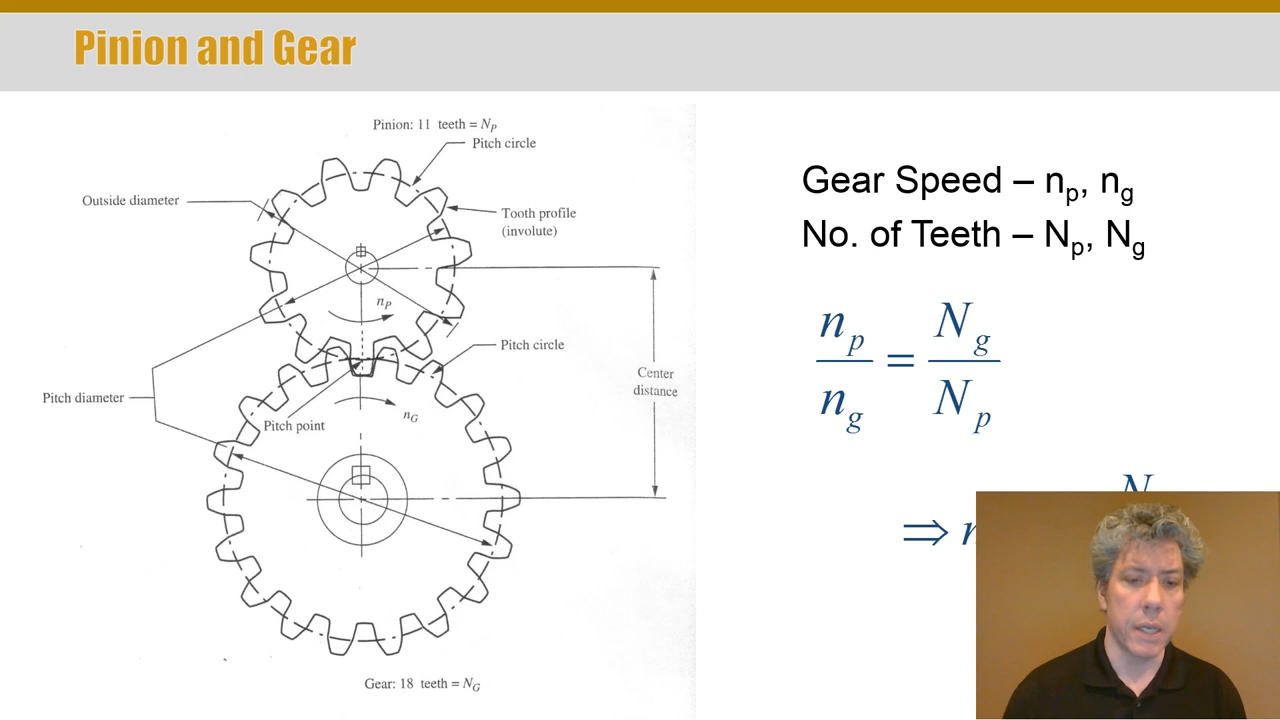 Pinion and Gear
Pinion: 11 teeth = N_P
Pitch circle
Outside diameter
Tooth profile
(involute)
n_P
Pitch circle
Center
distance
Pitch diameter
n_G
Pitch point
Gear: 18 teeth = N_G
Gear Speed – n_p, n_g
No. of Teeth – N_p, N_g
n_p / n_g = N_g / N_p
⇒ n